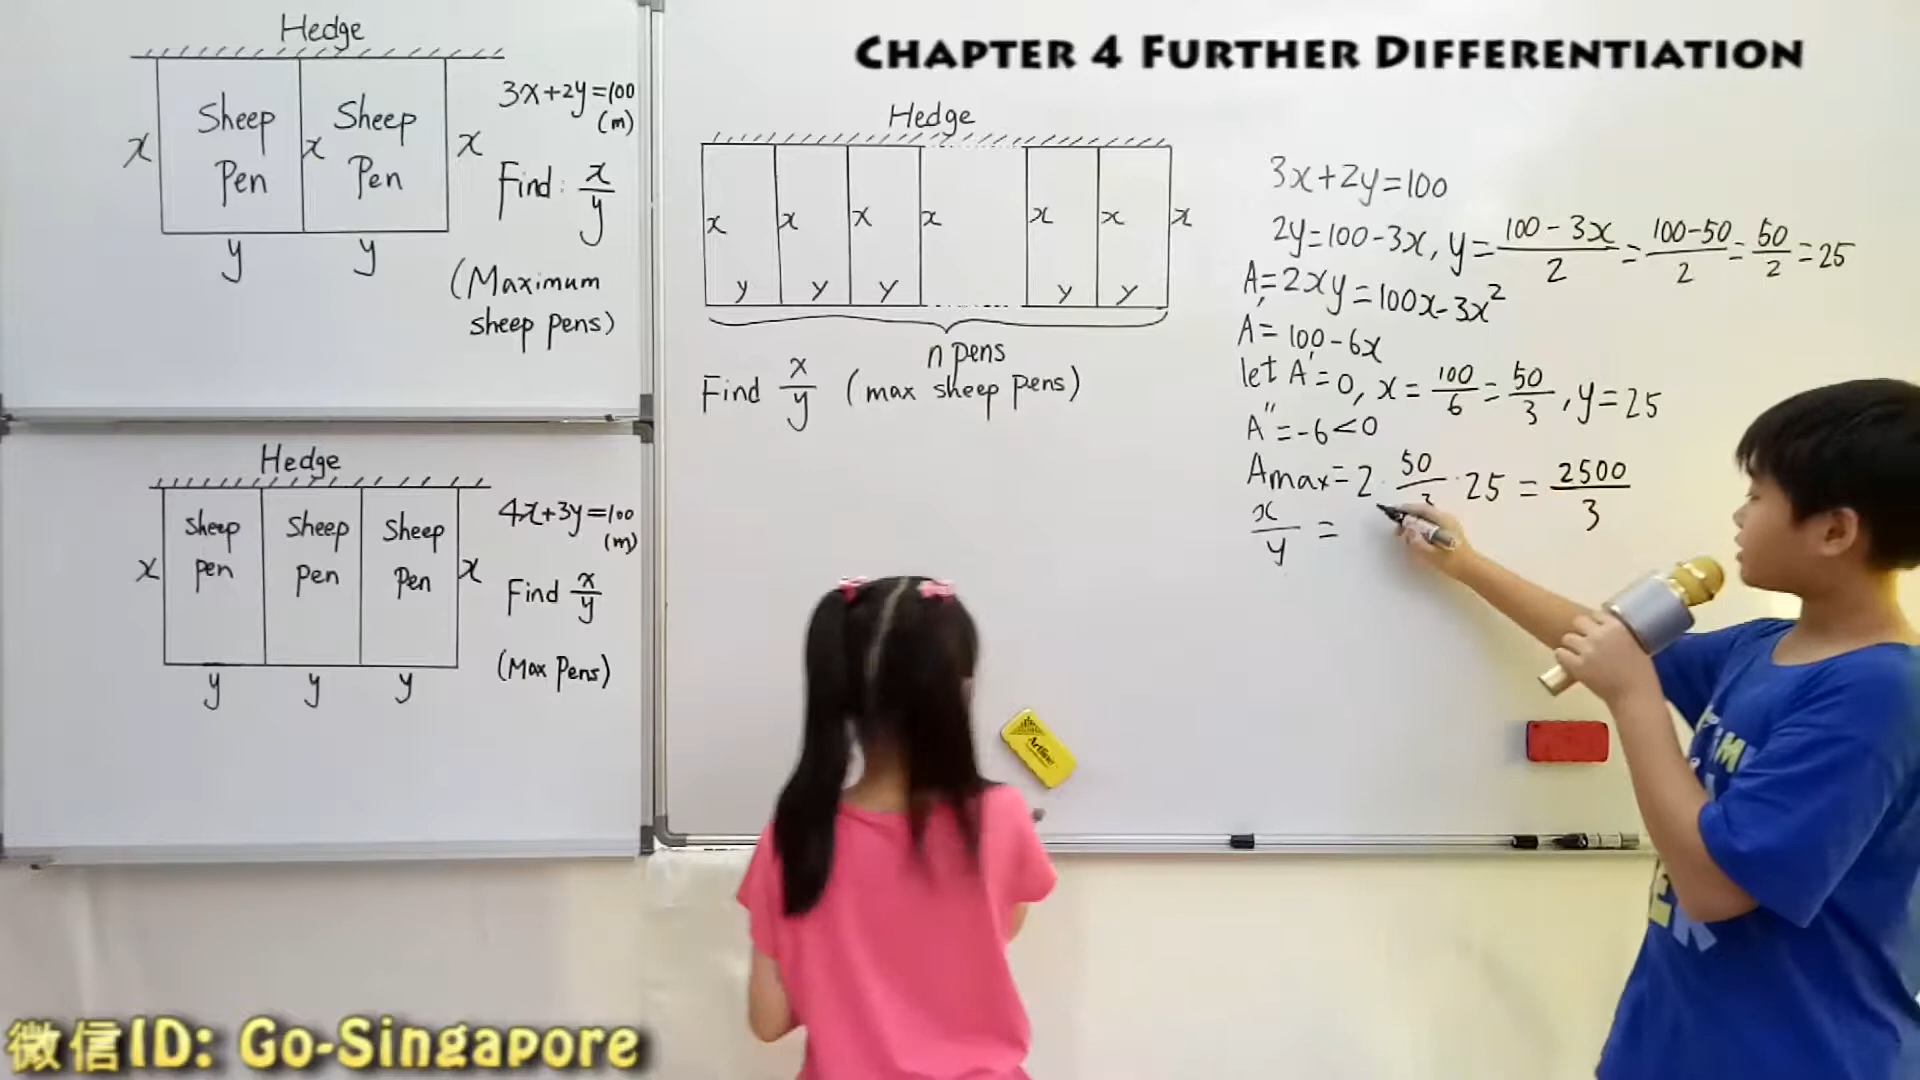 CHAPTER 4 FURTHER DIFFERENTIATION
Hedge
Sheep Pen
Sheep Pen
x
x
x
y
y
3x+2y=100
(m)
Find: x/y
(Maximum
sheep pens)
Hedge
Sheep pen
Sheep pen
Sheep pen
x
x
y
y
y
4x+3y=100
(m)
Find x/y
(Max pens)
Hedge
x x x x x x x
y y y y y
n pens
Find x/y (max sheep pens)
3x+2y=100
2y=100-3x, y=(100-3x)/2=(100-50)/2=50/2=25
A=2xy=100x-3x²
A'=100-6x
let A'=0, x=100/6=50/3, y=25
A''=-6<0
Amax=2·50/3·25=2500/3
x/y=
Artline
微信ID: Go-Singapore